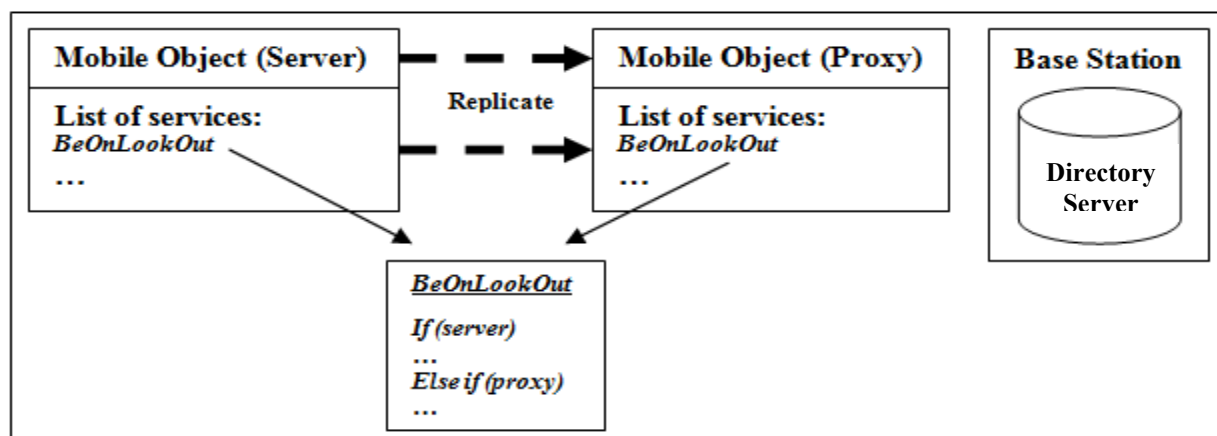 Mobile Object (Server)
List of services:
BeOnLookOut
...
Replicate
Mobile Object (Proxy)
List of services:
BeOnLookOut
...
Base Station
Directory
Server
BeOnLookOut
If (server)
...
Else if (proxy)
...